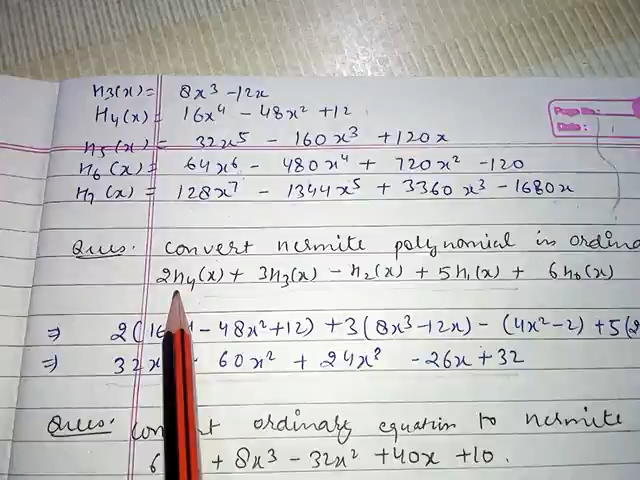 H3(x) = 8x³ -12x
H4(x) = 16x⁴ - 48x² + 12
Page No:
Date:
H5(x) = 32x⁵ - 160x³ + 120x
H6(x) = 64x⁶ - 480x⁴ + 720x² - 120
H7(x) = 128x⁷ - 1344x⁵ + 3360x³ - 1680x
Ques. convert hermite polynomial in ordina
2H4(x) + 3H3(x) - H2(x) + 5H1(x) + 6H0(x)
⇒ 2(16 - 48x²+12) + 3(8x³-12x) - (4x²-2) + 5(2
⇒ 32x 60x² + 24x³ - 26x + 32
Ques. ordinary equation to hermite
6 + 8x³ - 32x² + 40x + 10.